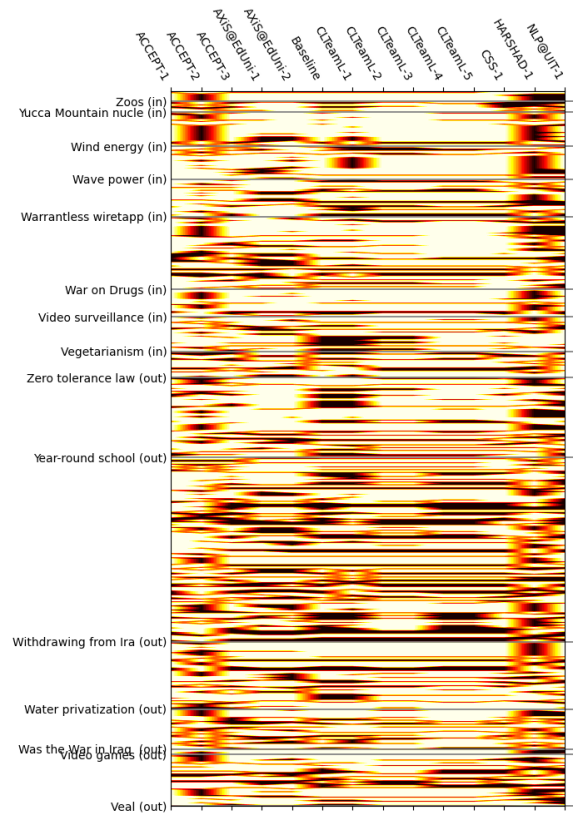 ACCEPT-1
ACCEPT-2
ACCEPT-3
AXiS@EdUni-1
AXiS@EdUni-2
Baseline
CLTeamL-1
CLTeamL-2
CLTeamL-3
CLTeamL-4
CLTeamL-5
CSS-1
HARSHAD-1
NLP@UIT-1
Zoos (in)
Yucca Mountain nucle (in)
Wind energy (in)
Wave power (in)
Warrantless wiretapp (in)
War on Drugs (in)
Video surveillance (in)
Vegetarianism (in)
Zero tolerance law (out)
Year-round school (out)
Withdrawing from Ira (out)
Water privatization (out)
Was the War in Iraq (out)
Video games (out)
Veal (out)